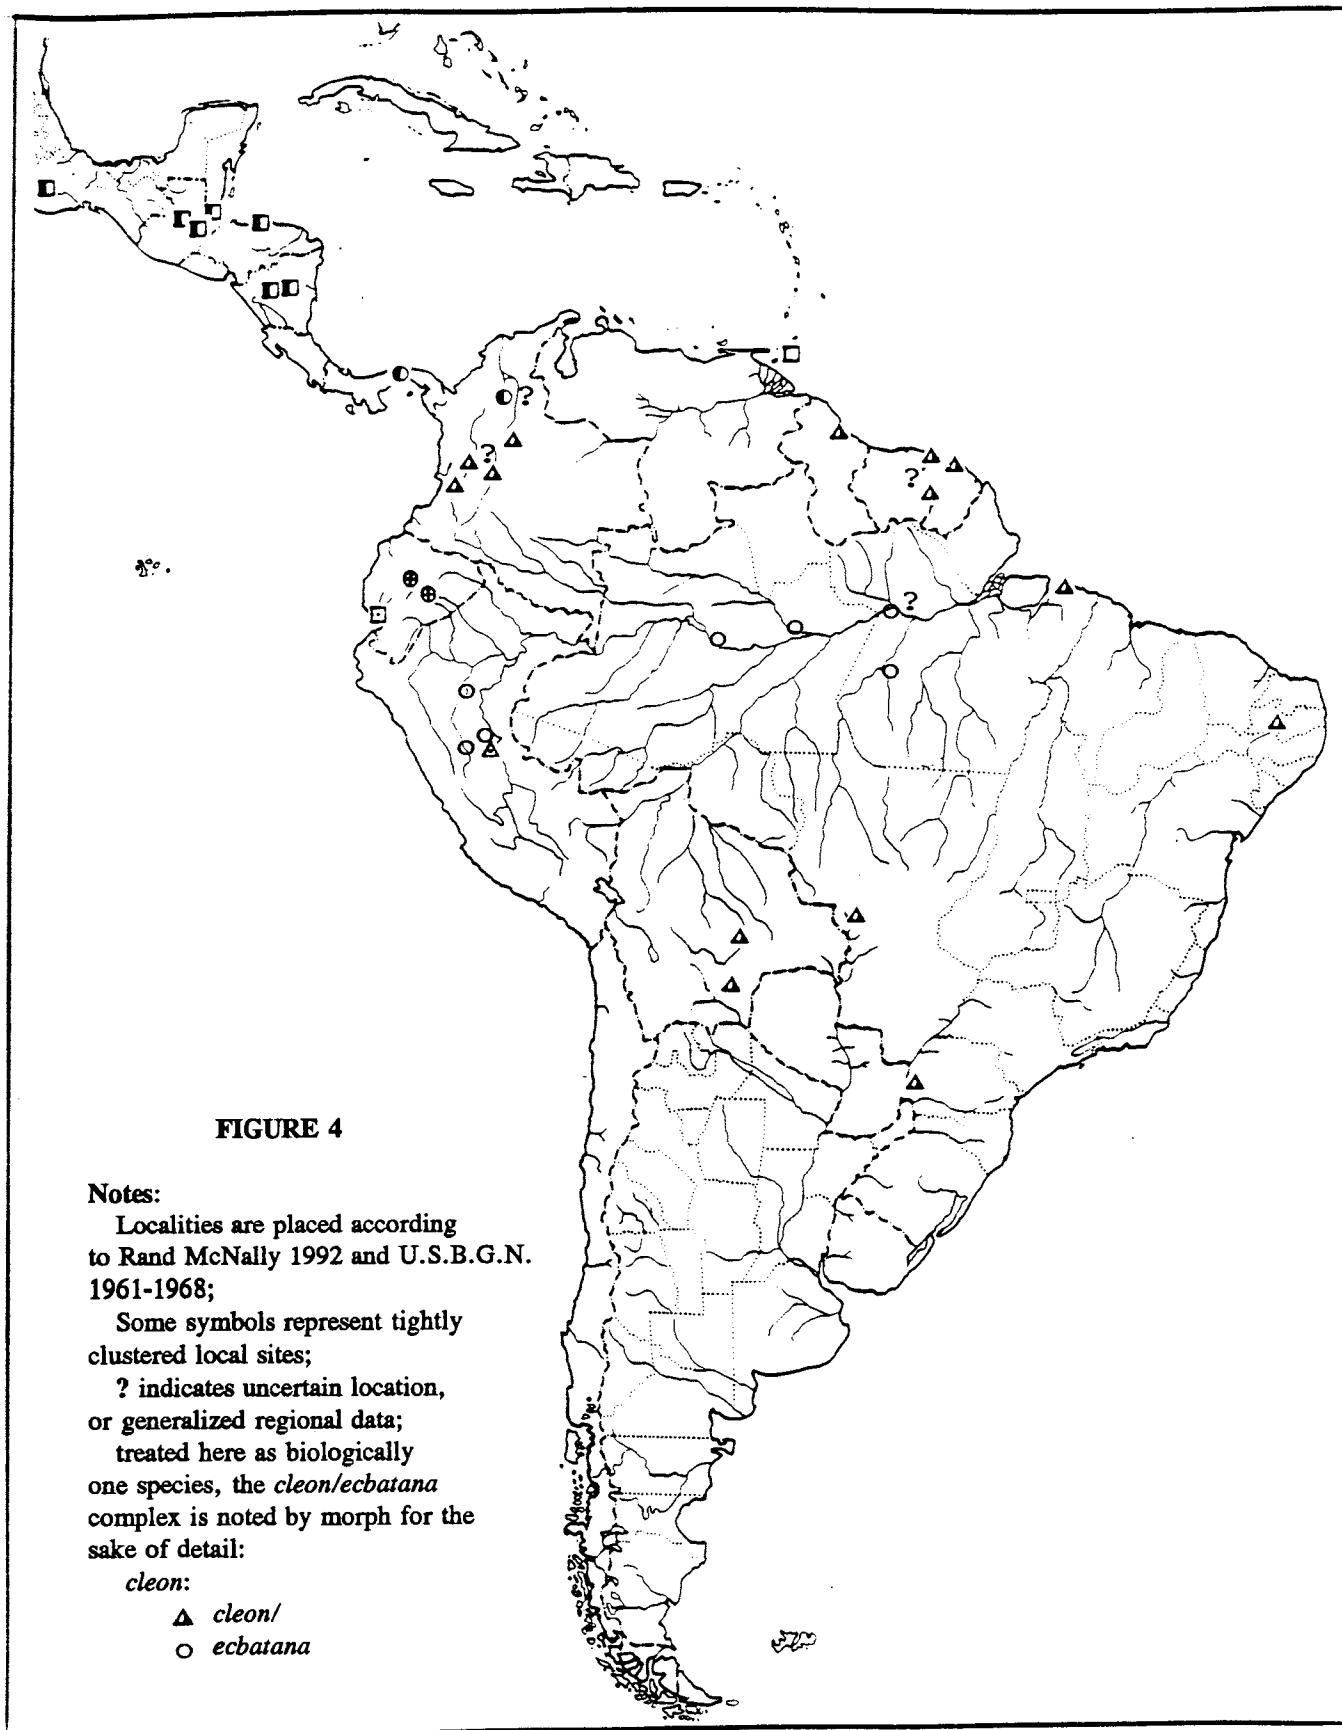 ?
?
?
?
FIGURE 4
Notes:
Localities are placed according
to Rand McNally 1992 and U.S.B.G.N.
1961-1968;
Some symbols represent tightly
clustered local sites;
? indicates uncertain location,
or generalized regional data;
treated here as biologically
one species, the cleon/ecbatana
complex is noted by morph for the
sake of detail:
cleon:
cleon/
ecbatana